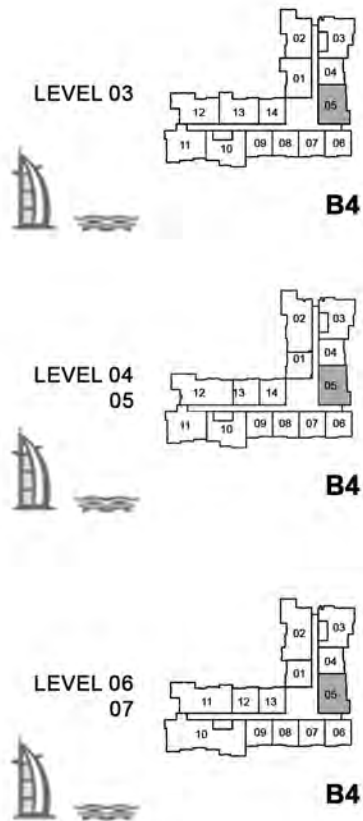 02 03
LEVEL 03
01 04
12 13 14 05
11 10 09 08 07 06
B4
02 03
LEVEL 04
05
01 04
12 13 14 05
11 10 09 08 07 06
B4
02 03
LEVEL 06
07
01 04
11 12 13 05
10 09 08 07 06
B4